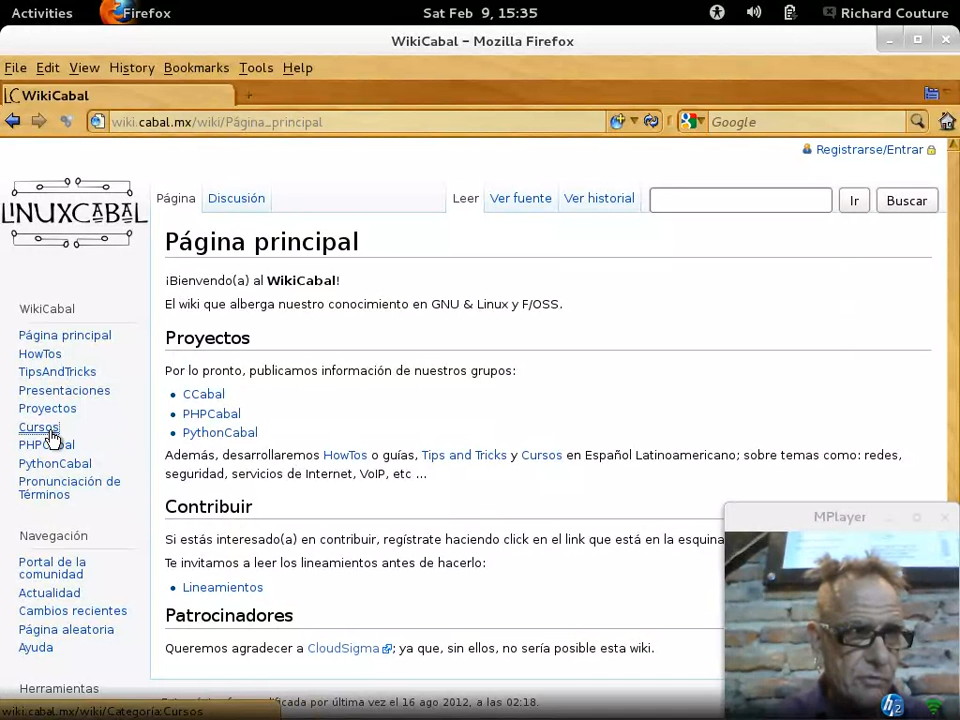 Activities
Firefox
Sat Feb 9, 15:35
Richard Couture
WikiCabal - Mozilla Firefox
File Edit View History Bookmarks Tools Help
WikiCabal
wiki.cabal.mx/wiki/Página_principal
Google
Registrarse/Entrar
LINUXCABAL
Página
Discusión
Leer
Ver fuente
Ver historial
Ir
Buscar
Página principal
¡Bienvenido(a) al WikiCabal!
El wiki que alberga nuestro conocimiento en GNU & Linux y F/OSS.
Proyectos
Por lo pronto, publicamos información de nuestros grupos:
CCabal
PHPCabal
PythonCabal
Además, desarrollaremos HowTos o guías, Tips and Tricks y Cursos en Español Latinoamericano; sobre temas como: redes,
seguridad, servicios de Internet, VoIP, etc ...
Contribuir
Si estás interesado(a) en contribuir, regístrate haciendo click en el link que está en la esquina
Te invitamos a leer los lineamientos antes de hacerlo:
Lineamientos
Patrocinadores
Queremos agradecer a CloudSigma; ya que, sin ellos, no sería posible esta wiki.
WikiCabal
Página principal
HowTos
TipsAndTricks
Presentaciones
Proyectos
Cursos
PHPCabal
PythonCabal
Pronunciación de
Términos
Navegación
Portal de la
comunidad
Actualidad
Cambios recientes
Página aleatoria
Ayuda
Herramientas
wiki.cabal.mx/wiki/Categoría:Cursos
por última vez el 16 ago 2012, a las 02:18.
MPlayer